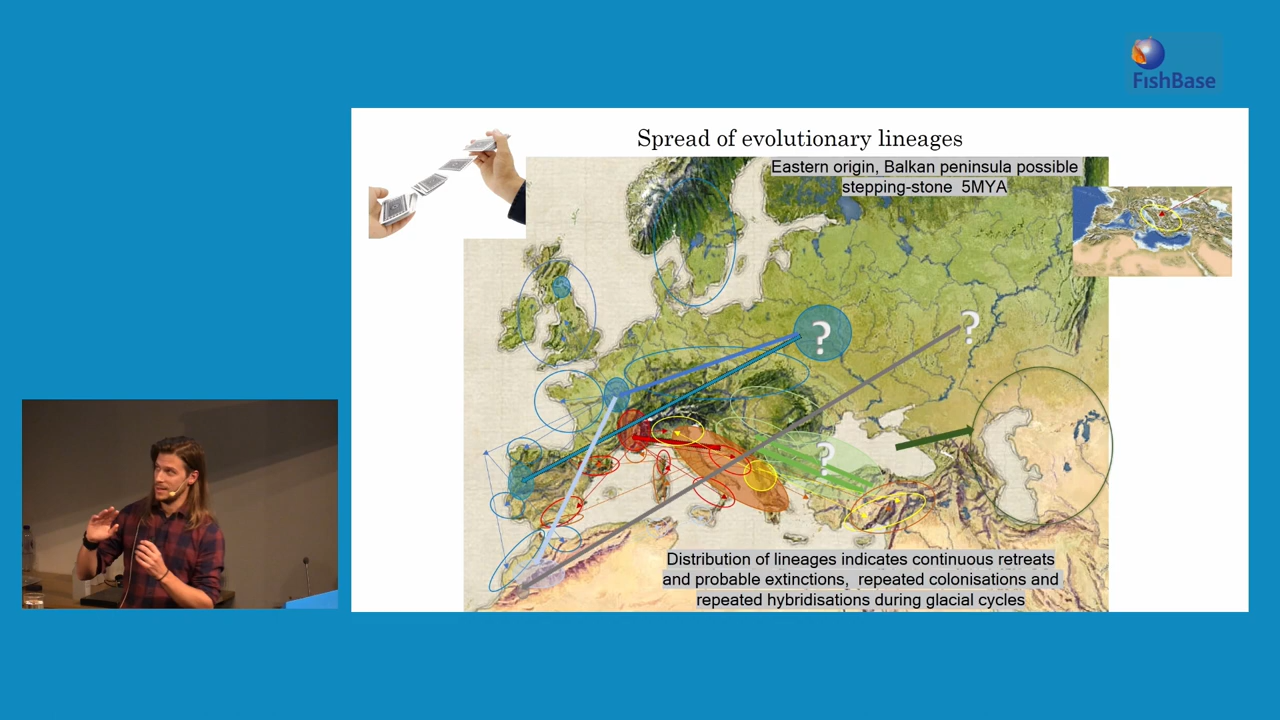 FishBase
Spread of evolutionary lineages
Eastern origin, Balkan peninsula possible
stepping-stone 5MYA
?
?
?
Distribution of lineages indicates continuous retreats
and probable extinctions, repeated colonisations and
repeated hybridisations during glacial cycles